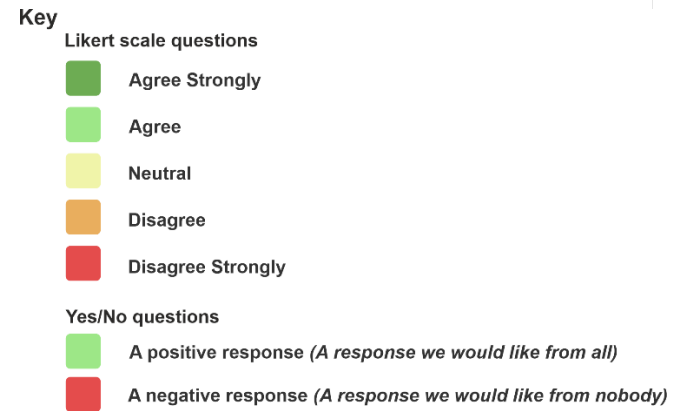 Key
Likert scale questions
Agree Strongly
Agree
Neutral
Disagree
Disagree Strongly
Yes/No questions
A positive response (A response we would like from all)
A negative response (A response we would like from nobody)